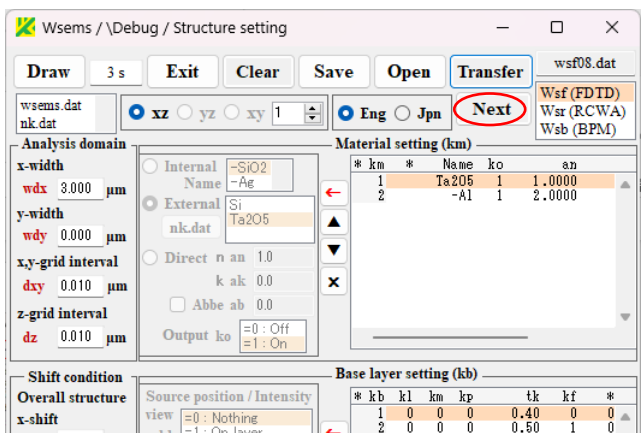 Wsems / \Debug / Structure setting
Draw 3 s Exit Clear Save Open Transfer wsf08.dat
wsems.dat
nk.dat
xz yz xy 1 Eng Jpn Next
Wsf (FDTD)
Wsr (RCWA)
Wsb (BPM)
Analysis domain
x-width
wdx 3.000 μm
y-width
wdy 0.000 μm
x,y-grid interval
dxy 0.010 μm
z-grid interval
dz 0.010 μm
Internal Name
-SiO2
-Ag
External
nk.dat
Si
Ta2O5
Direct n an 1.0
k ak 0.0
Abbe ab 0.0
Output ko
=0 : Off
=1 : On
Material setting (km)
* km * Name ko an
1 Ta2O5 1 1.0000
2 -Al 1 2.0000
Shift condition
Overall structure
x-shift
Source position / Intensity
view
=0 : Nothing
Base layer setting (kb)
* kb kl km kp tk kf *
1 0 0 0 0.40 0 0
2 0 0 0 0.50 1 0